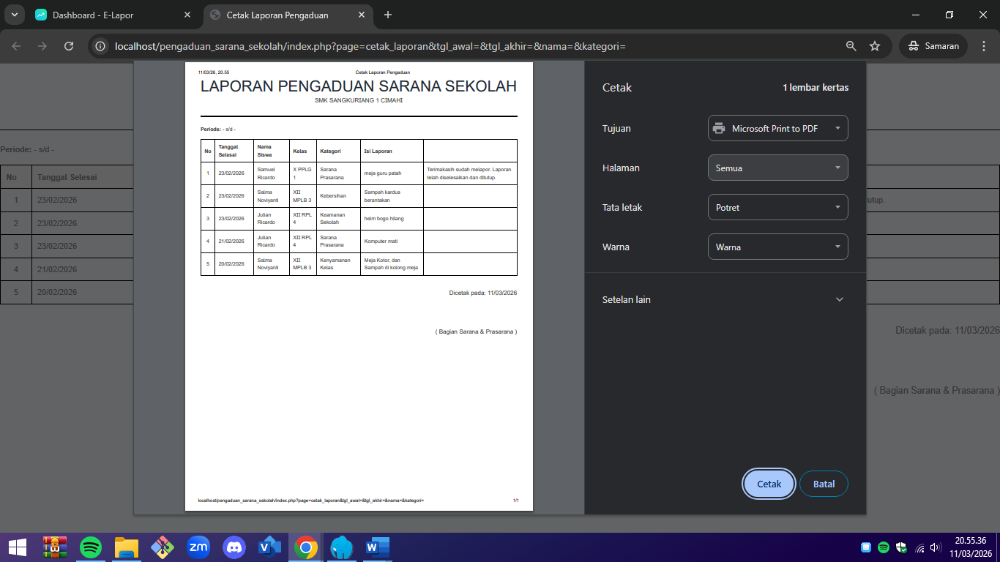 Dashboard - E-Lapor
Cetak Laporan Pengaduan
localhost/pengaduan_sarana_sekolah/index.php?page=cetak_laporan&tgl_awal=&tgl_akhir=&nama=&kategori=
Samaran
11/03/26, 20.55 Cetak Laporan Pengaduan
LAPORAN PENGADUAN SARANA SEKOLAH
SMK SANGKURIANG 1 CIMAHI
Periode: - s/d -
No Tanggal Selesai Nama Siswa Kelas Kategori Isi Laporan
1 23/02/2026 Samuel Ricardo X PPLG 1 Sarana Prasarana meja guru patah Terimakasih sudah melapor. Laporan telah diselesaikan dan ditutup.
2 23/02/2026 Salma Noviyanti XII MPLB 3 Kebersihan Sampah kardus berantakan
3 23/02/2026 Julian Ricardo XII RPL 4 Keamanan Sekolah helm bogo hilang
4 21/02/2026 Julian Ricardo XII RPL 4 Sarana Prasarana Komputer mati
5 20/02/2026 Salma Noviyanti XII MPLB 3 Kenyamanan Kelas Meja Kotor, dan Sampah di kolong meja
Dicetak pada: 11/03/2026
( Bagian Sarana & Prasarana )
localhost/pengaduan_sarana_sekolah/index.php?page=cetak_laporan&tgl_awal=&tgl_akhir=&nama=&kategori= 1/1
Cetak 1 lembar kertas
Tujuan Microsoft Print to PDF
Halaman Semua
Tata letak Potret
Warna Warna
Setelan lain
Cetak Batal
Periode: - s/d -
No Tanggal Selesai
1 23/02/2026 tutup.
2 23/02/2026
3 23/02/2026
4 21/02/2026
5 20/02/2026
Dicetak pada: 11/03/2026
( Bagian Sarana & Prasarana )
zm
V
W
20.55.36
11/03/2026